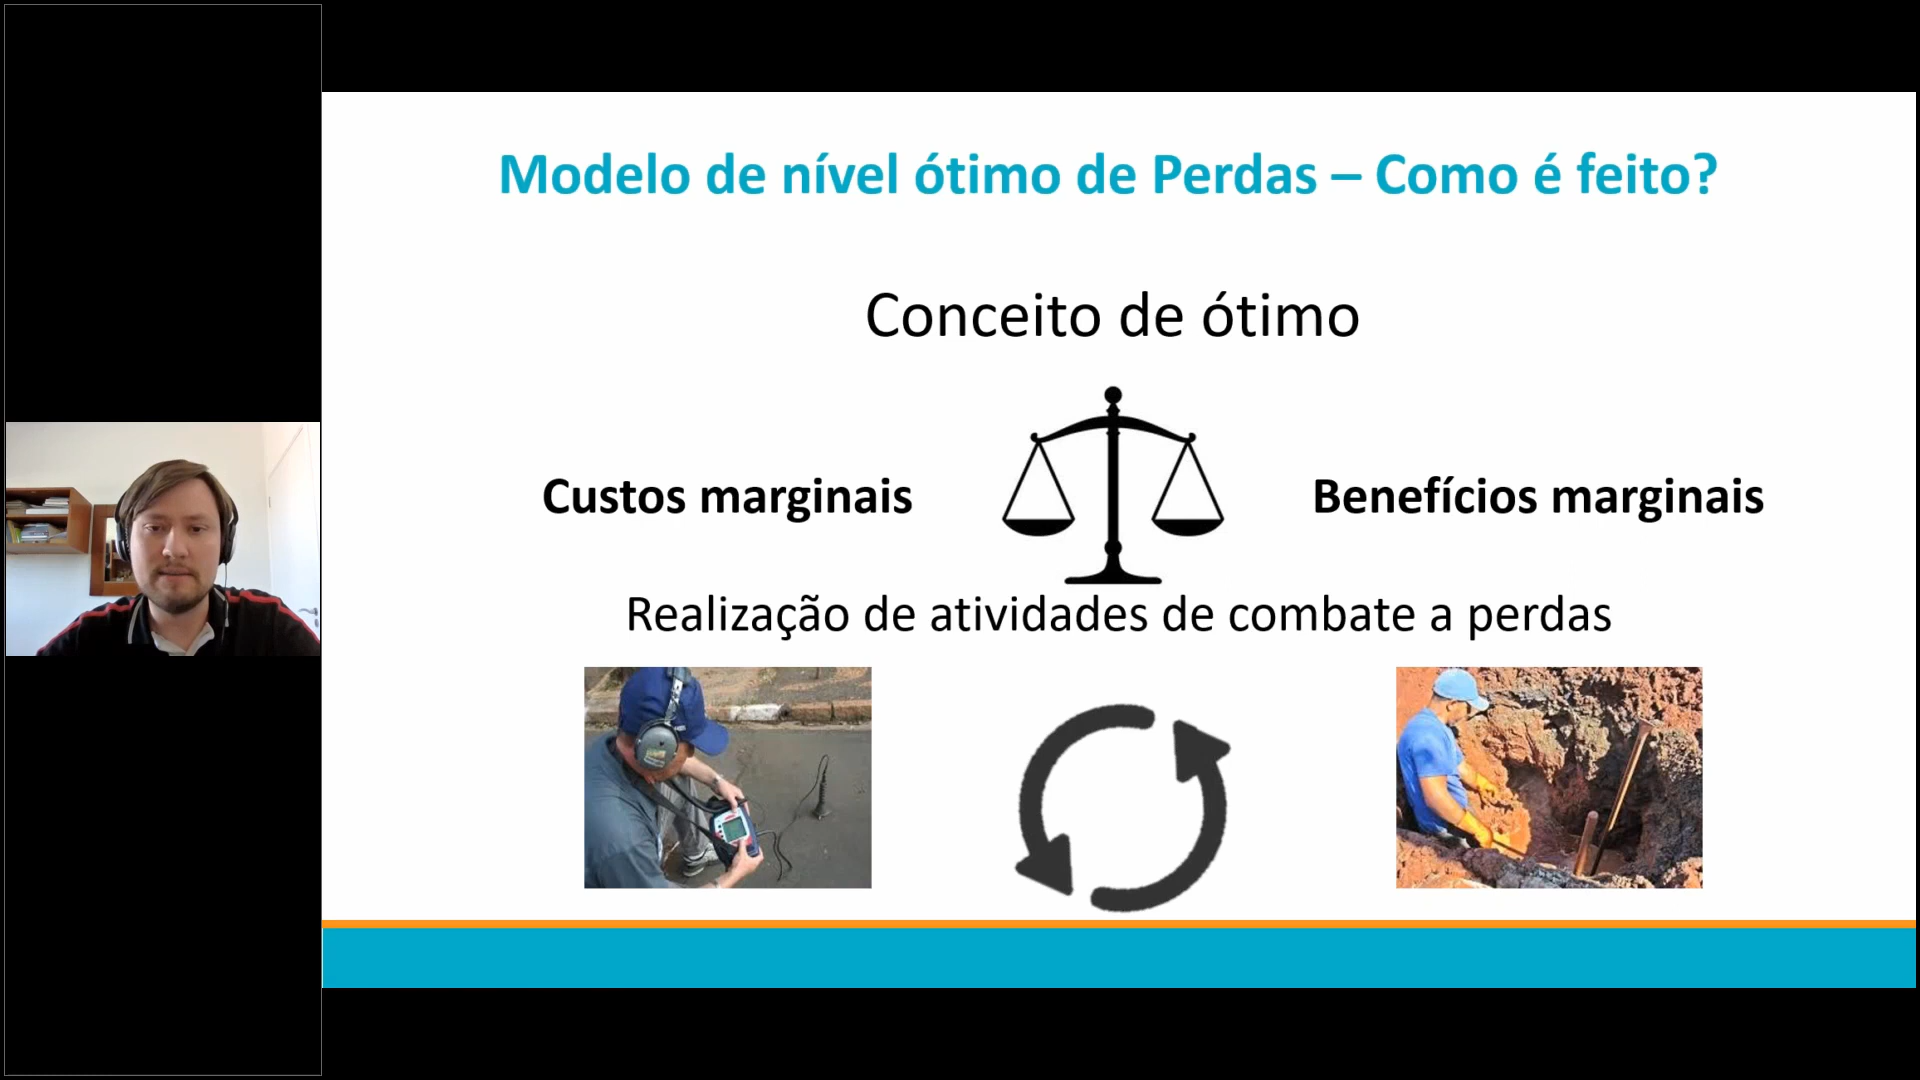 Modelo de nível ótimo de Perdas – Como é feito?
Conceito de ótimo
Custos marginais
Benefícios marginais
Realização de atividades de combate a perdas